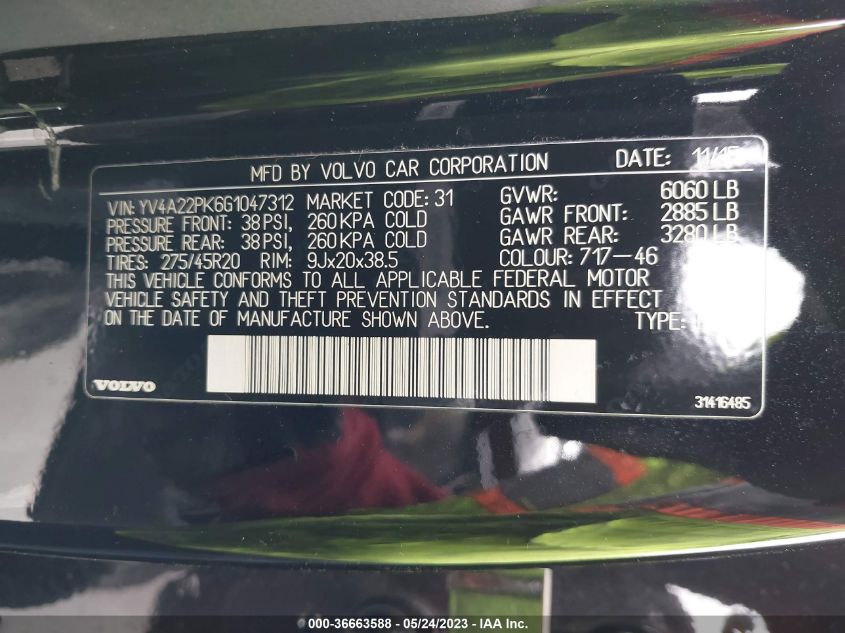 MFD BY VOLVO CAR CORPORATION DATE: 11/15
VIN: YV4A22PK6G1047312 MARKET CODE: 31 GVWR: 6060 LB
PRESSURE FRONT: 38 PSI, 260 KPA COLD GAWR FRONT: 2885 LB
PRESSURE REAR: 38 PSI, 260 KPA COLD GAWR REAR: 3280 LB
TIRES: 275/45R20 RIM: 9Jx20x38.5 COLOUR: 717-46
THIS VEHICLE CONFORMS TO ALL APPLICABLE FEDERAL MOTOR
VEHICLE SAFETY AND THEFT PREVENTION STANDARDS IN EFFECT
ON THE DATE OF MANUFACTURE SHOWN ABOVE. TYPE:
VOLVO 31416485
000-36663588 - 05/24/2023 - IAA Inc.